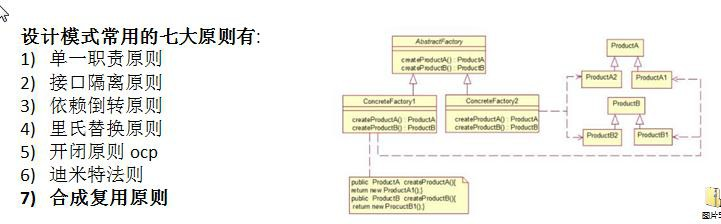 设计模式常用的七大原则有:
1) 单一职责原则
2) 接口隔离原则
3) 依赖倒转原则
4) 里氏替换原则
5) 开闭原则 ocp
6) 迪米特法则
7) 合成复用原则
AbstractFactory
createProductA() : ProductA
createProductB() : ProductB
ProductA
ProductA2
ProductA1
ConcreteFactory1
createProductA() : ProductA
createProductB() : ProductB
ConcreteFactory2
createProductA() : ProductA
createProductB() : ProductB
ProductB
ProductB2
ProductB1
public ProductA createProductA(){
return new ProductA1();}
public ProductB createProductB(){
return new ProcuctB1();}
图片